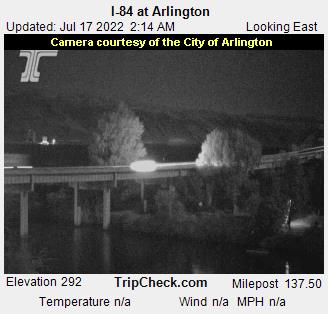 I-84 at Arlington
Updated: Jul 17 2022 2:14 AM Looking East
Camera courtesy of the City of Arlington
Elevation 292 TripCheck.com Milepost 137.50
Temperature n/a Wind n/a MPH n/a